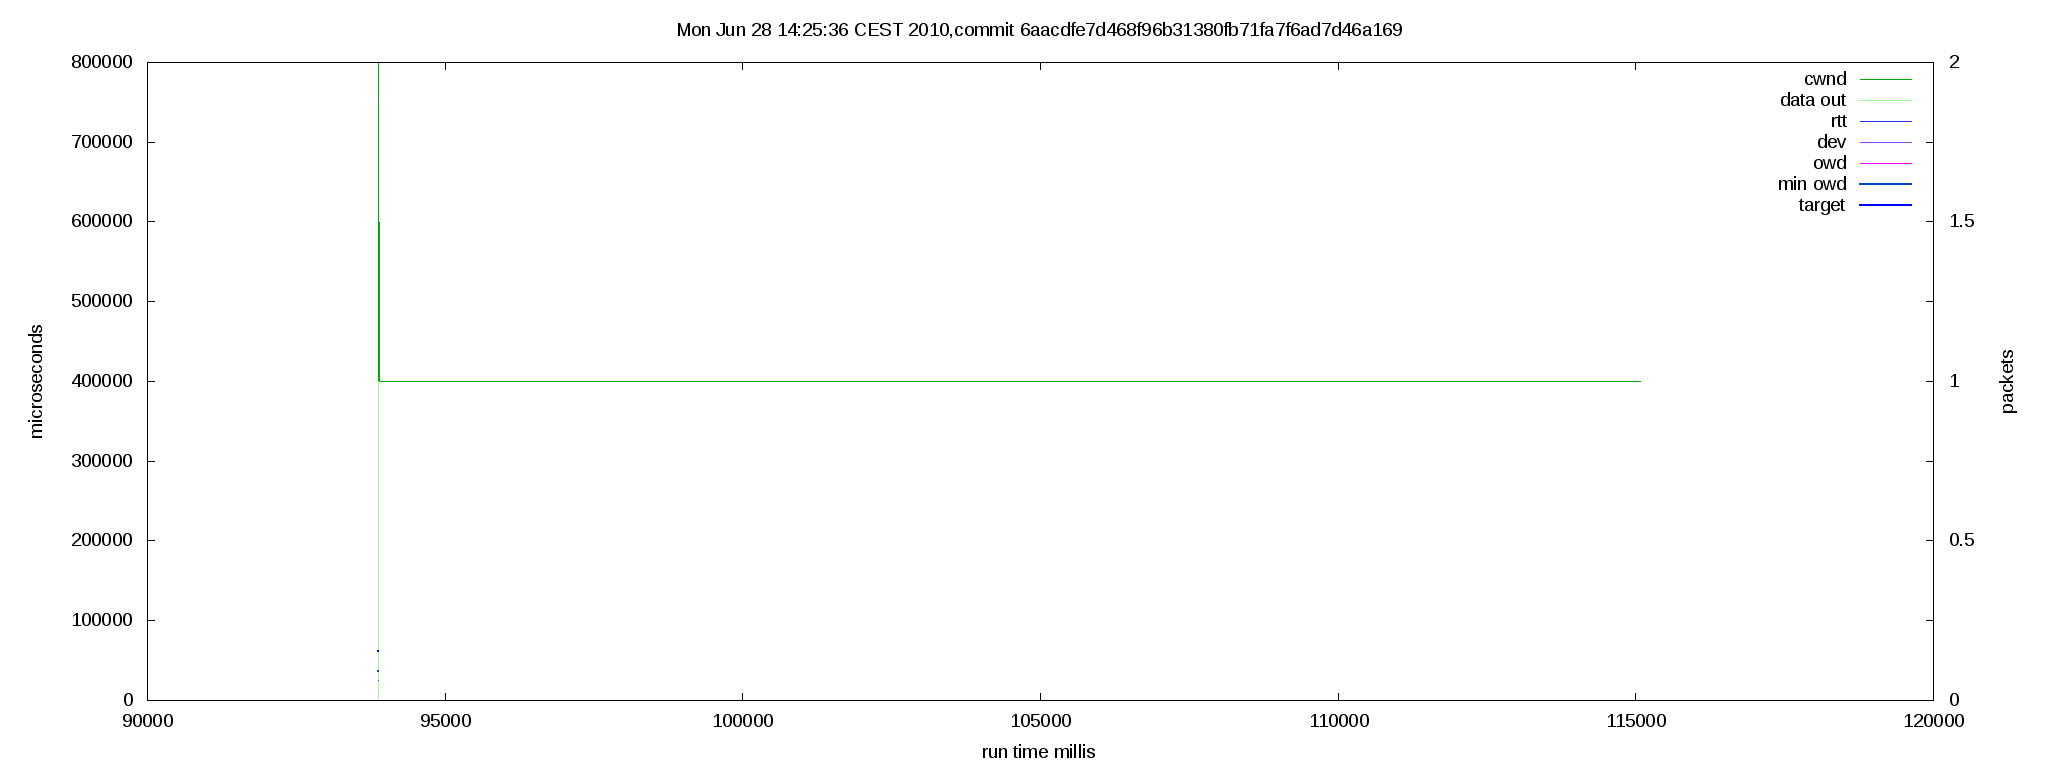 Mon Jun 28 14:25:36 CEST 2010,commit 6aacdfe7d468f96b31380fb71fa7f6ad7d46a169
800000
700000
600000
500000
400000
300000
200000
100000
0
microseconds
2
1.5
1
0.5
0
packets
cwnd
data out
rtt
dev
owd
min owd
target
90000 95000 100000 105000 110000 115000 120000
run time millis